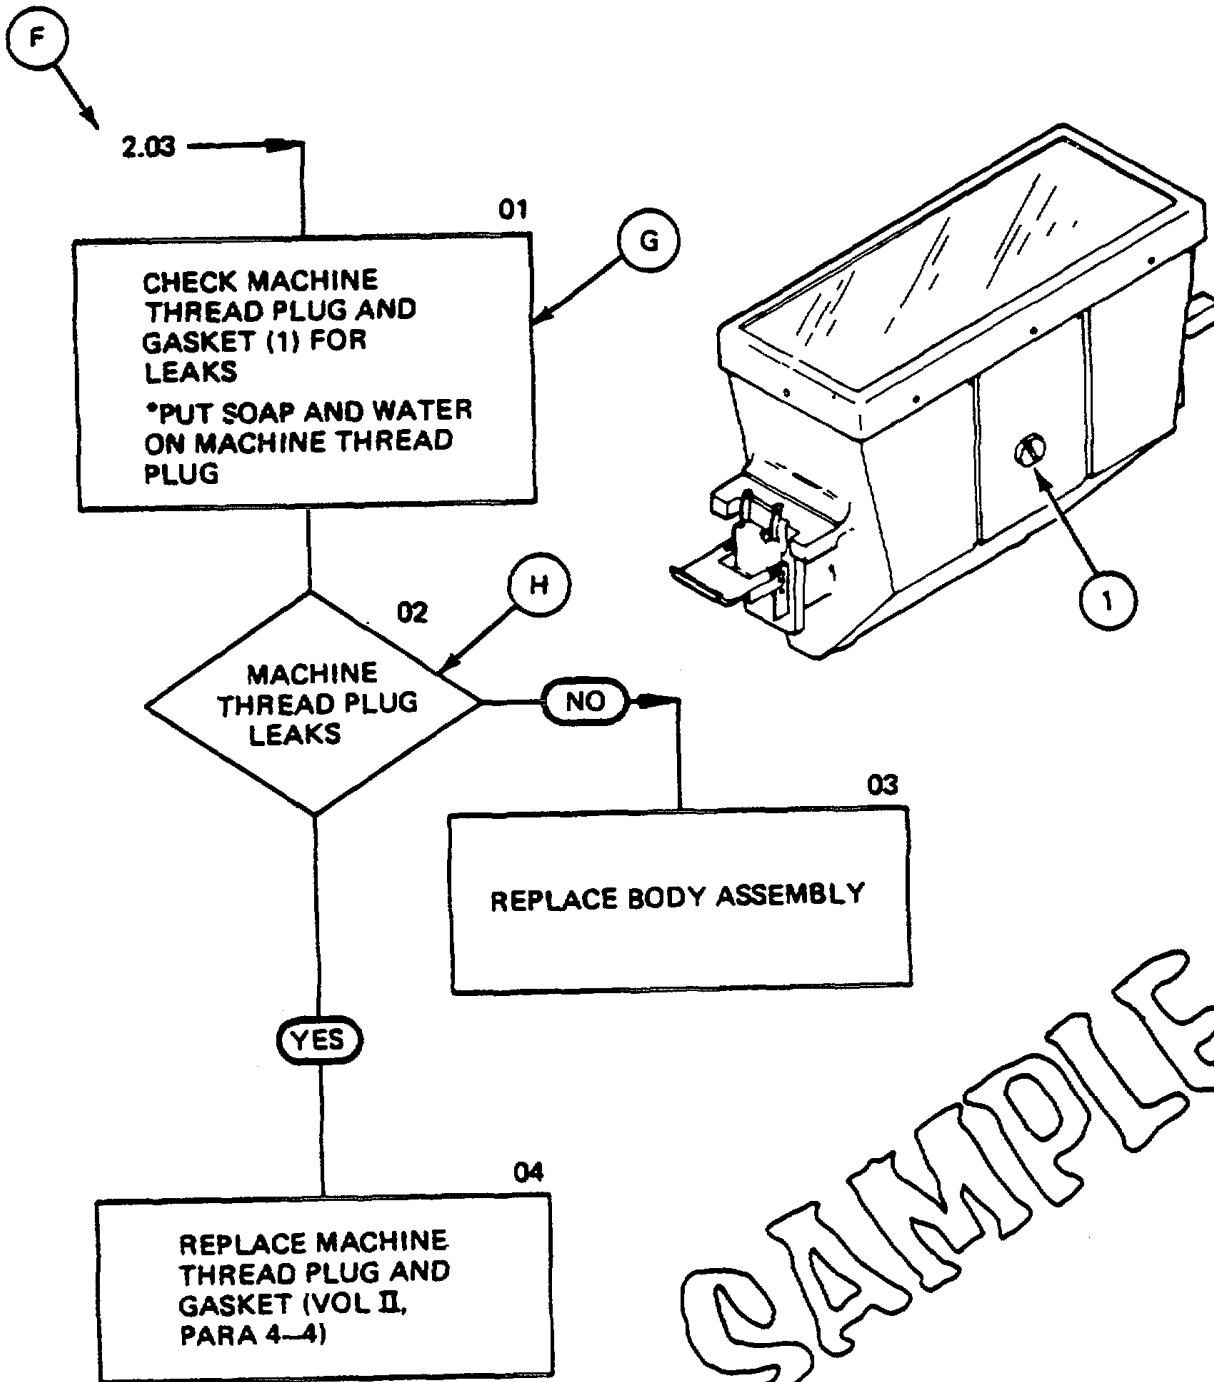 F
2.03
01
G
CHECK MACHINE
THREAD PLUG AND
GASKET (1) FOR
LEAKS
*PUT SOAP AND WATER
ON MACHINE THREAD
PLUG
H
02
1
MACHINE
THREAD PLUG
LEAKS
NO
03
REPLACE BODY ASSEMBLY
YES
04
REPLACE MACHINE
THREAD PLUG AND
GASKET (VOL II,
PARA 4–4)
SAMPLE